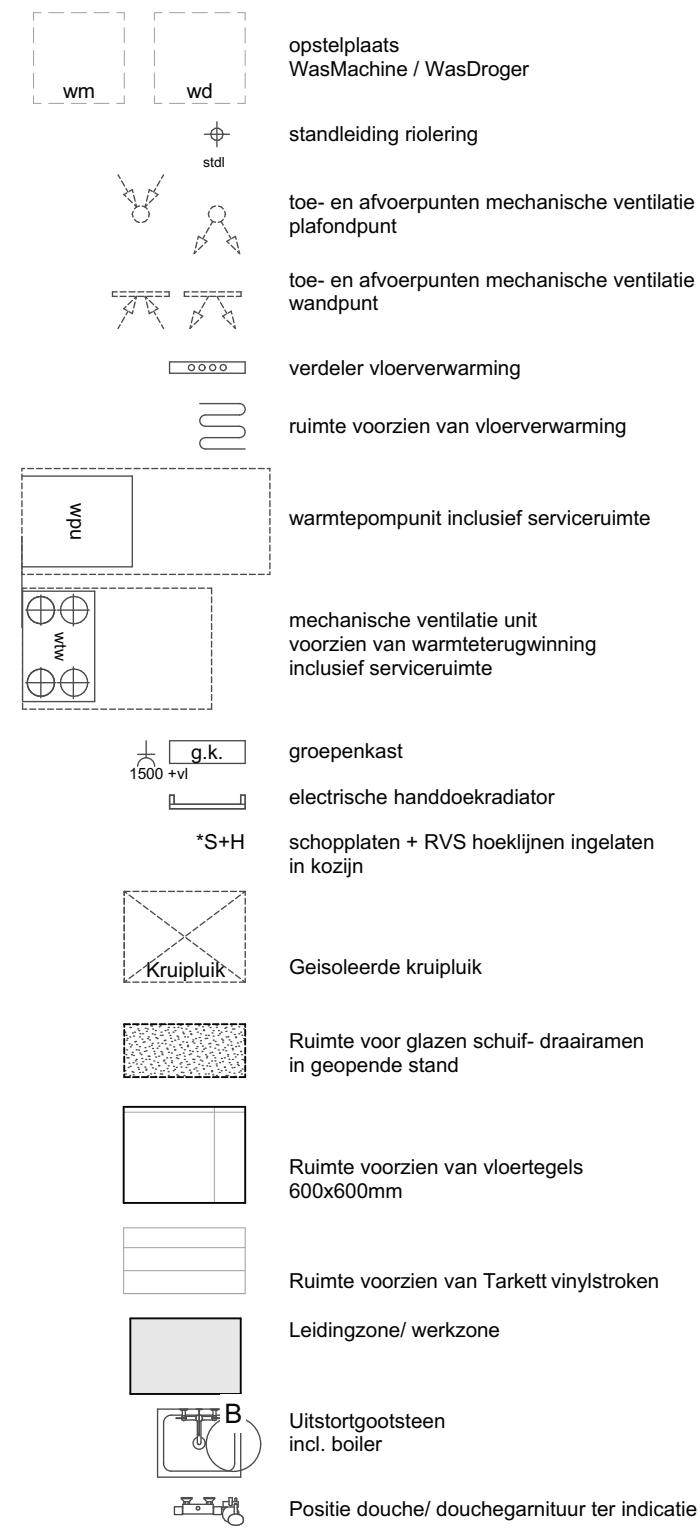 wm
wd
opstelplaats
WasMachine / WasDroger
standleiding riolering
stdl
toe- en afvoerpunten mechanische ventilatie
plafondpunt
toe- en afvoerpunten mechanische ventilatie
wandpunt
verdeler vloerverwarming
ruimte voorzien van vloerverwarming
wpu
warmtepompunit inclusief serviceruimte
wtw
mechanische ventilatie unit
voorzien van warmteterugwinning
inclusief serviceruimte
g.k.
1500 +vl
groepenkast
electrische handdoekradiator
*S+H
schopplaten + RVS hoeklijnen ingelaten
in kozijn
Kruipluik
Geisoleerde kruipluik
Ruimte voor glazen schuif- draairamen
in geopende stand
Ruimte voorzien van vloertegels
600x600mm
Ruimte voorzien van Tarkett vinylstroken
Leidingzone/ werkzone
B
Uitstortgootsteen
incl. boiler
Positie douche/ douchegarnituur ter indicatie